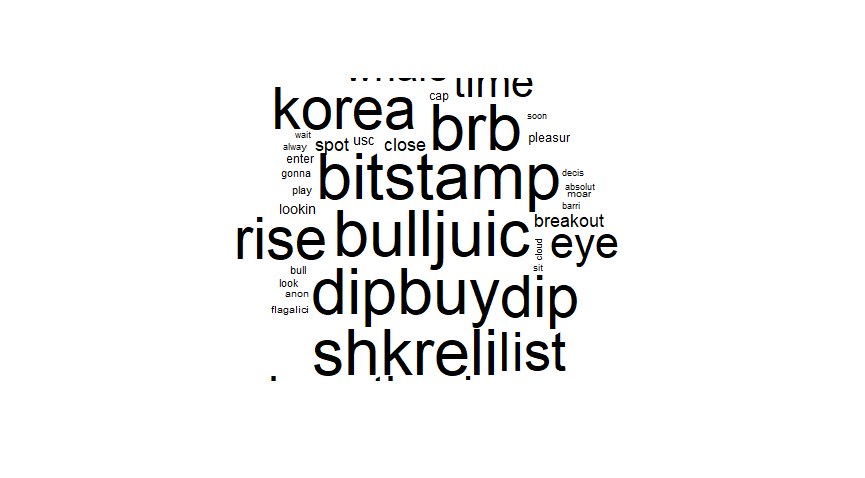 time
korea cap
brb soon
wait
alway spot usc close pleasur
enter
bitstamp
gonna decis
play absolut
moar
lookin barri
rise bulljuic breakout
cloud eye
bull sit
look dipbuy dip
anon
flagalici
shkreli list